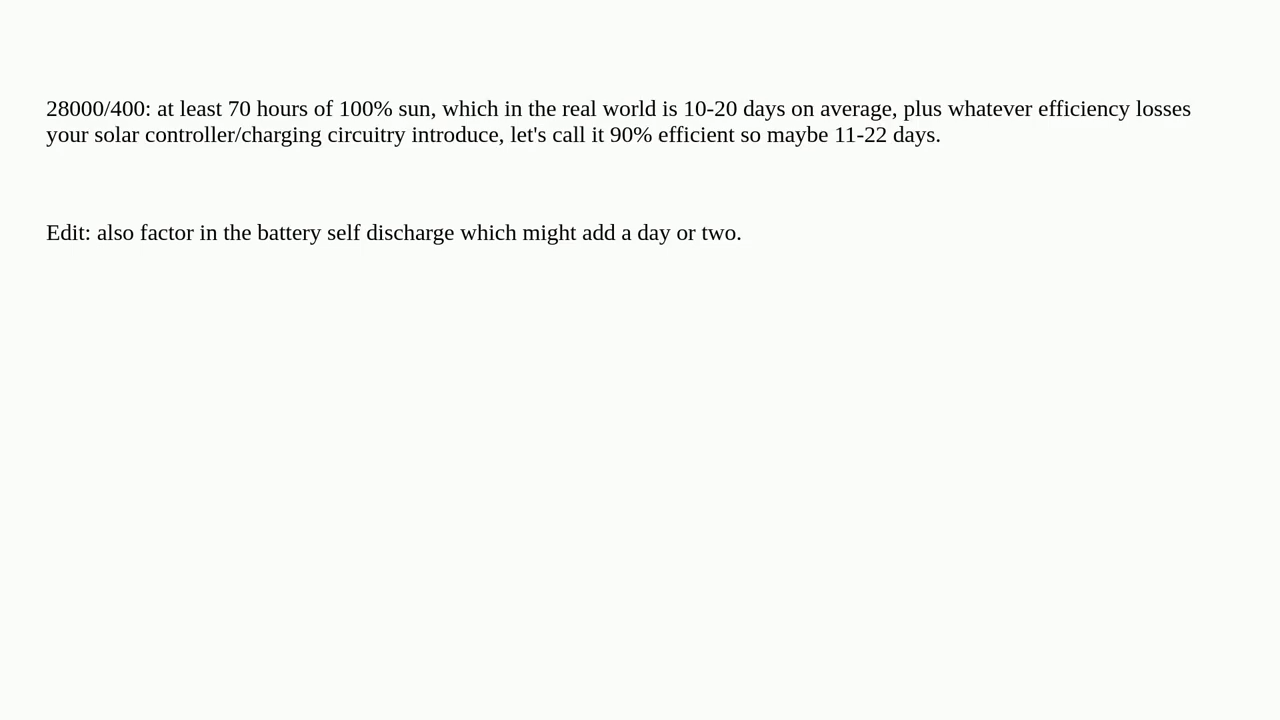 28000/400: at least 70 hours of 100% sun, which in the real world is 10-20 days on average, plus whatever efficiency losses
your solar controller/charging circuitry introduce, let's call it 90% efficient so maybe 11-22 days.
Edit: also factor in the battery self discharge which might add a day or two.